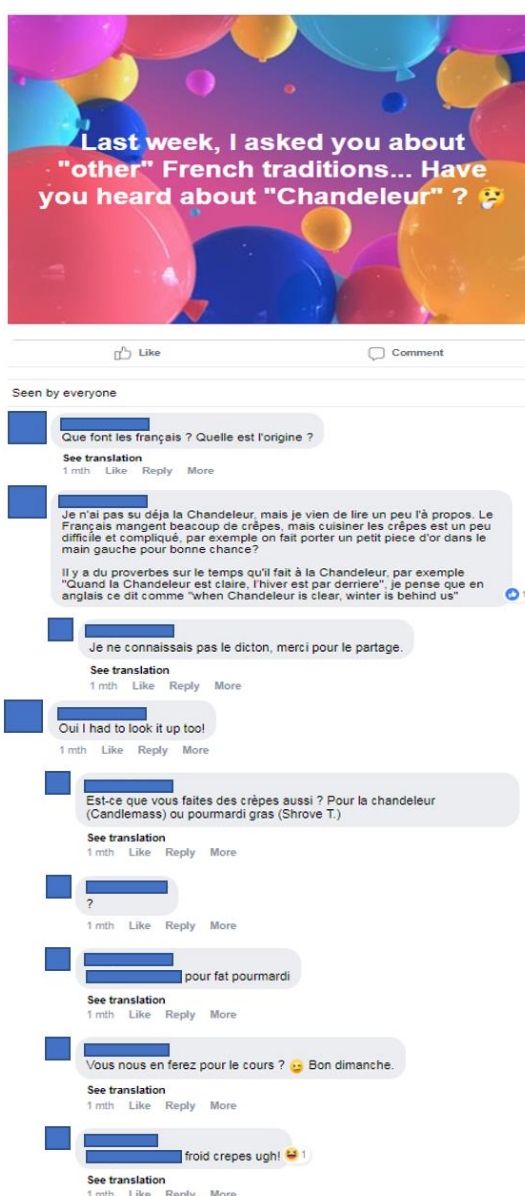 Last week, I asked you about
"other" French traditions... Have
you heard about "Chandeleur" ? 🤔
Like
Comment
Seen by everyone
Que font les français ? Quelle est l'origine ?
See translation
1 mth Like Reply More
Je n'ai pas su déja la Chandeleur, mais je vien de lire un peu l'à propos. Le
Français mangent beacoup de crêpes, mais cuisiner les crêpes est un peu
difficile et compliqué, par exemple on fait porter un petit piece d'or dans le
main gauche pour bonne chance?
Il y a du proverbes sur le temps qu'il fait à la Chandeleur, par exemple
"Quand la Chandeleur est claire, l'hiver est par derriere", je pense que en
anglais ce dit comme "when Chandeleur is clear, winter is behind us"
1
Je ne connaissais pas le dicton, merci pour le partage.
See translation
1 mth Like Reply More
Oui I had to look it up too!
1 mth Like Reply More
Est-ce que vous faites des crèpes aussi ? Pour la chandeleur
(Candlemass) ou pourmardi gras (Shrove T.)
See translation
1 mth Like Reply More
?
1 mth Like Reply More
pour fat pourmardi
See translation
1 mth Like Reply More
Vous nous en ferez pour le cours ? 😉 Bon dimanche.
See translation
1 mth Like Reply More
froid crepes ugh! 😆 1
See translation
1 mth Like Reply More